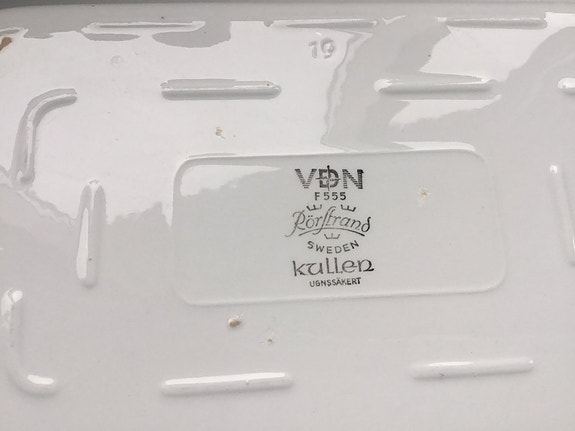 19
VDN
F555
Rörstrand
SWEDEN
kullen
UGNSSÄKERT